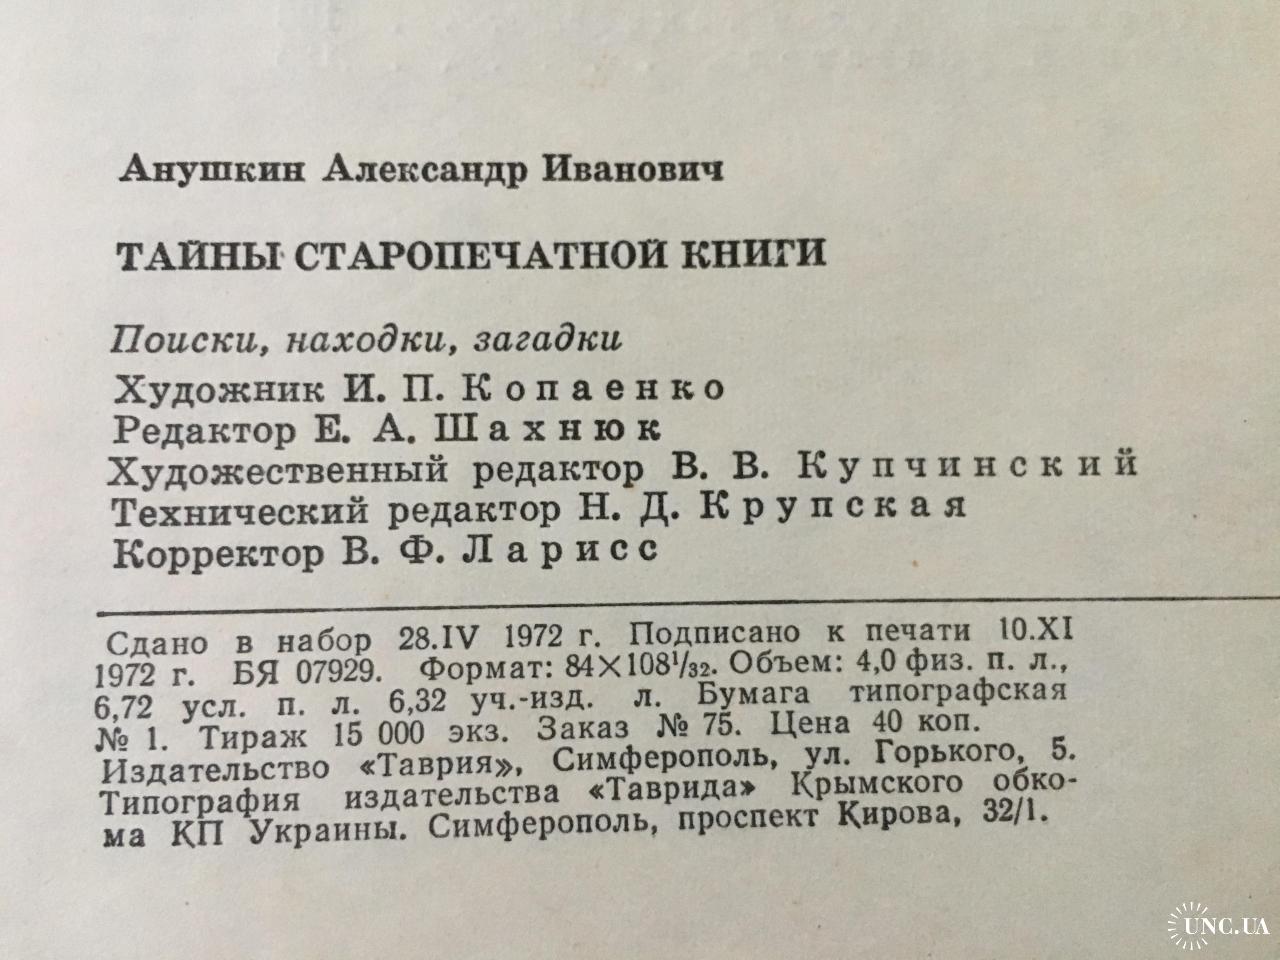 Анушкин Александр Иванович
ТАЙНЫ СТАРОПЕЧАТНОЙ КНИГИ
Поиски, находки, загадки
Художник И. П. Копаенко
Редактор Е. А. Шахнюк
Художественный редактор В. В. Купчинский
Технический редактор Н. Д. Крупская
Корректор В. Ф. Ларисс
Сдано в набор 28.IV 1972 г. Подписано к печати 10.XI
1972 г. БЯ 07929. Формат: 84×108¹/₃₂. Объем: 4,0 физ. п. л.,
6,72 усл. п. л. 6,32 уч.-изд. л. Бумага типографская
№ 1. Тираж 15 000 экз. Заказ № 75. Цена 40 коп.
Издательство «Таврия», Симферополь, ул. Горького, 5.
Типография издательства «Таврида» Крымского обко-
ма КП Украины. Симферополь, проспект Кирова, 32/1.
UNC.UA